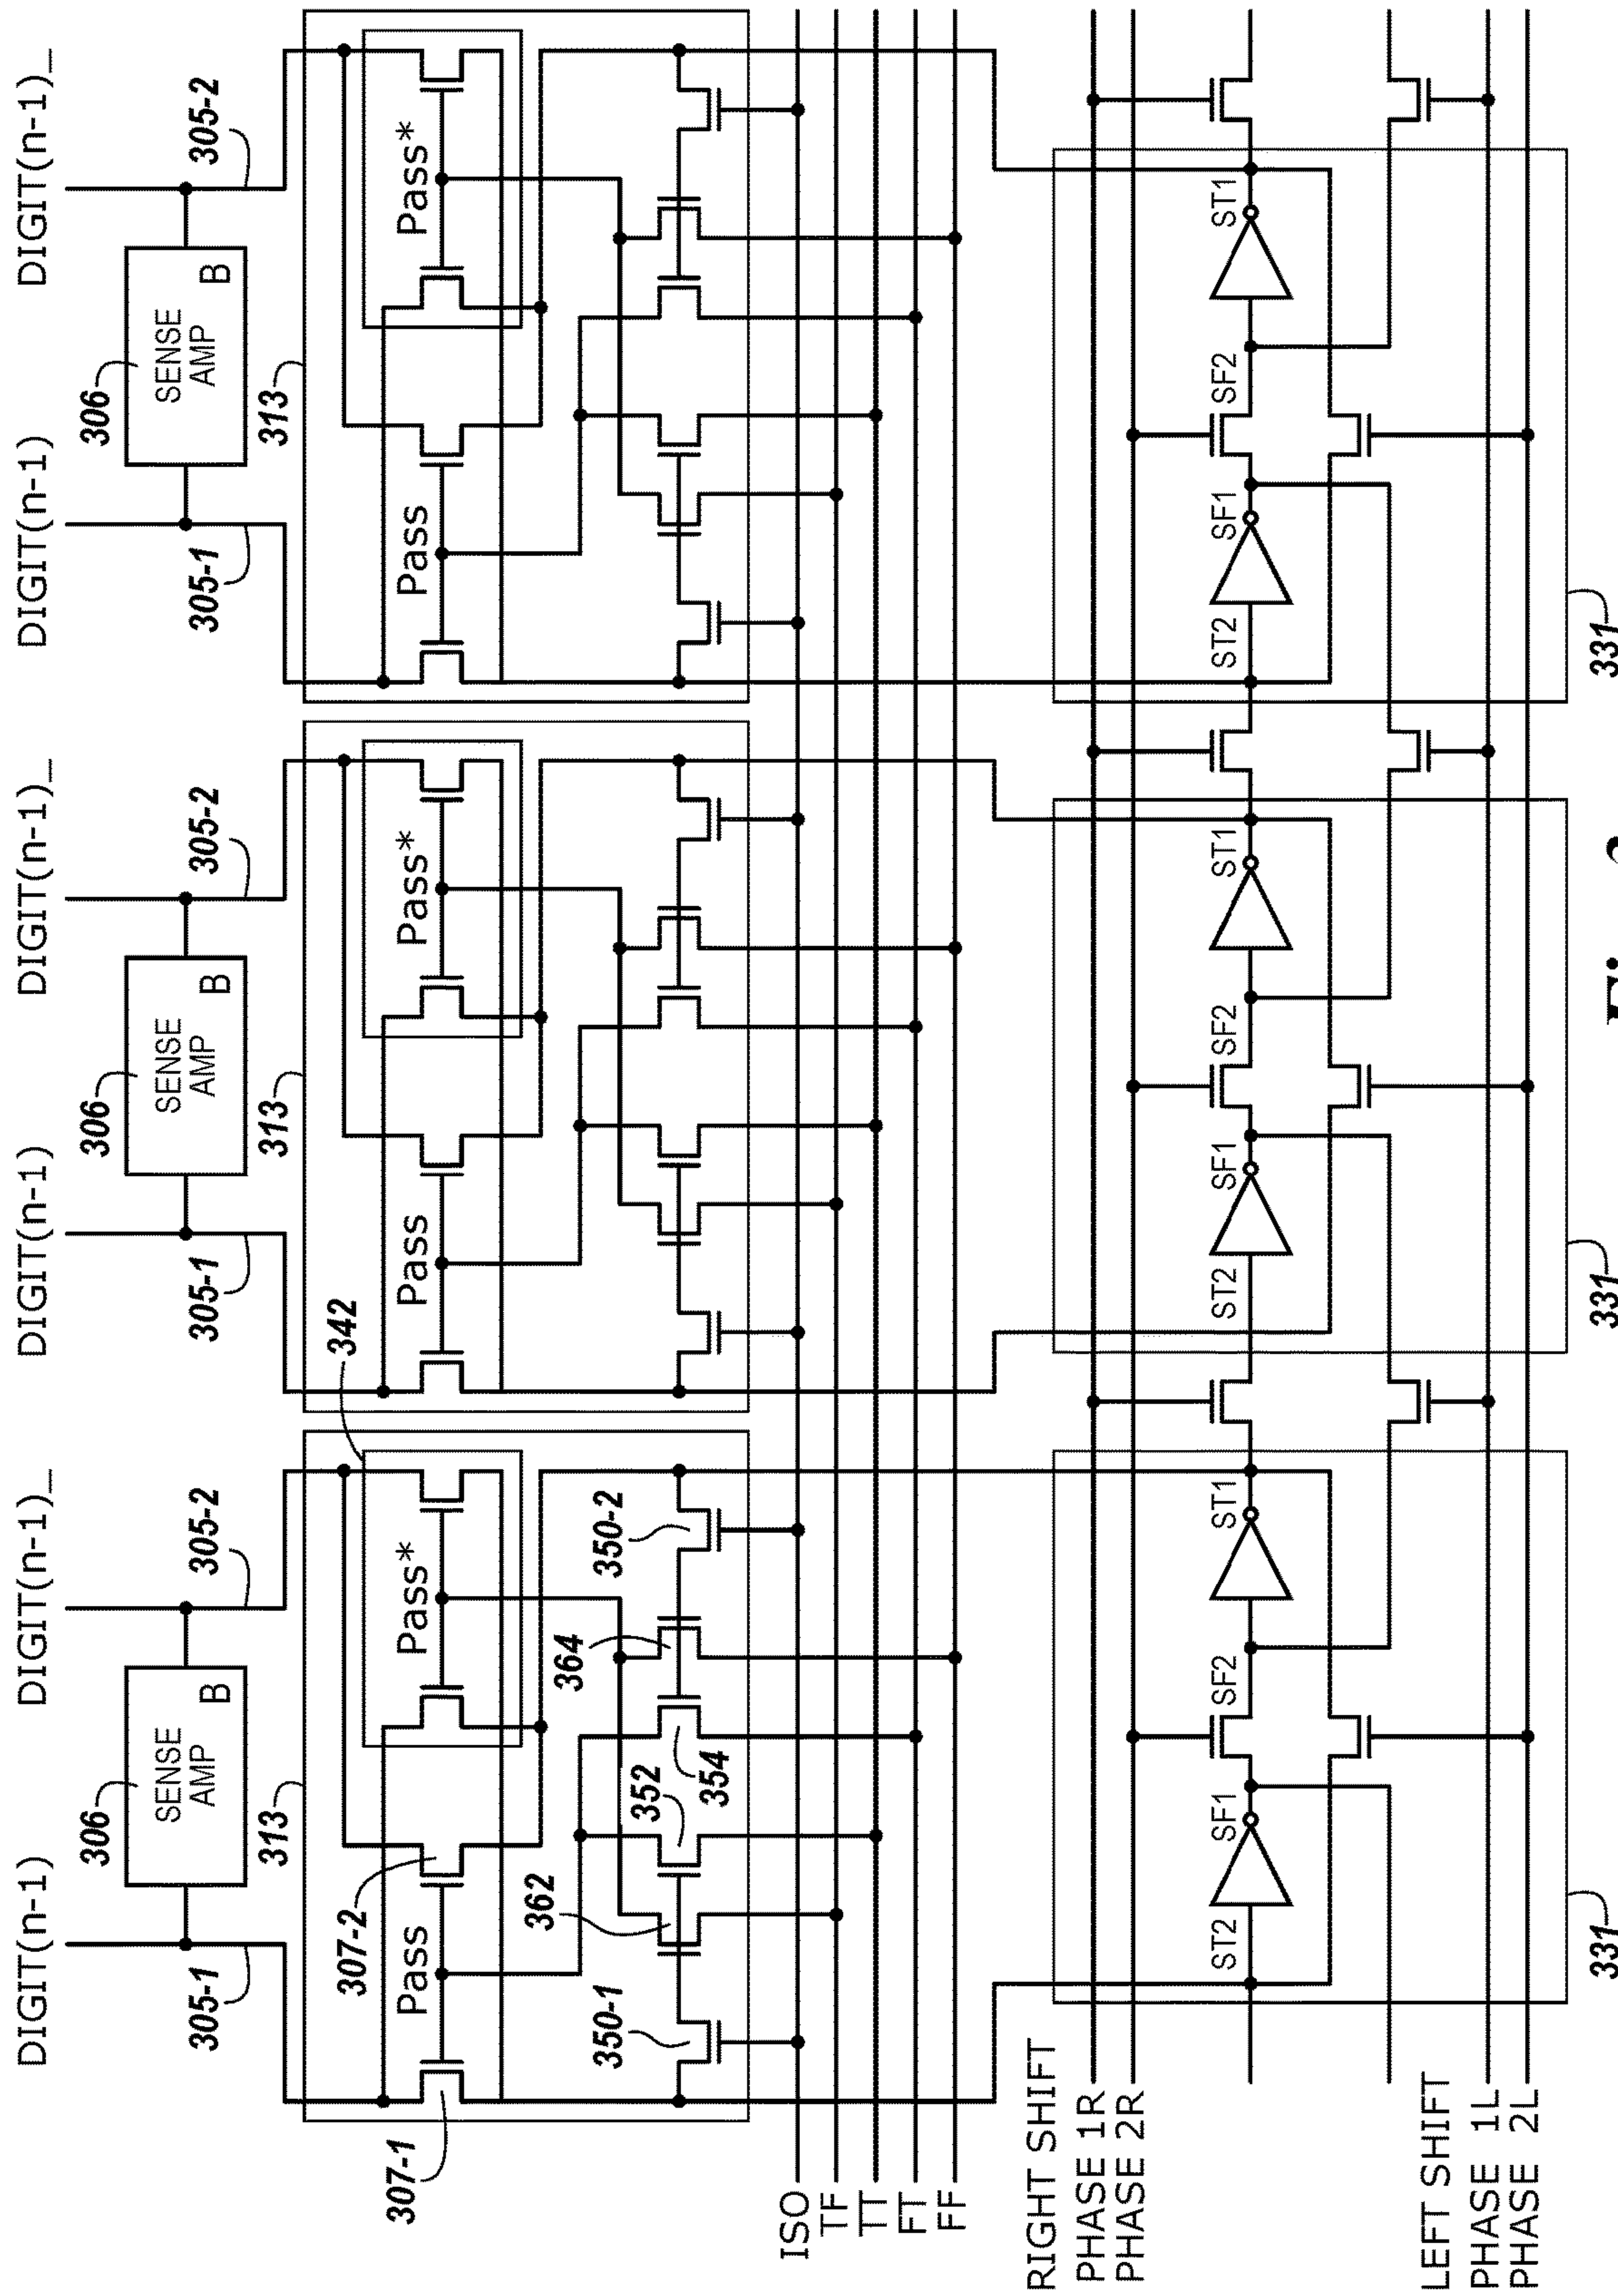 DIGIT(n-1)
DIGIT(n-1)_
DIGIT(n-1)
DIGIT(n-1)_
DIGIT(n-1)
DIGIT(n-1)_
306
SENSE
AMP
B
306
SENSE
AMP
B
306
SENSE
AMP
B
305-1
305-2
305-1
305-2
305-1
305-2
313
342
313
313
307-1
Pass
307-2
Pass*
Pass
Pass*
Pass
Pass*
350-1
362
352
354
364
350-2
ISO
TF
TT
FT
FF
RIGHT SHIFT
PHASE 1R
PHASE 2R
ST2
SF1
SF2
ST1
ST2
SF1
SF2
ST1
ST2
SF1
SF2
ST1
LEFT SHIFT
PHASE 1L
PHASE 2L
331
331
331